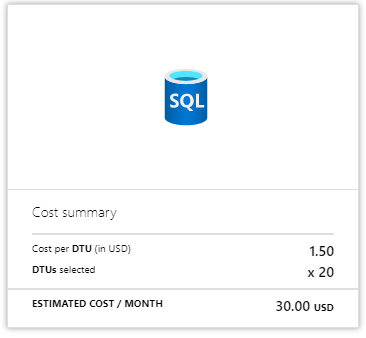 SQL
Cost summary
Cost per DTU (in USD) 1.50
DTUs selected x 20
ESTIMATED COST / MONTH 30.00 USD